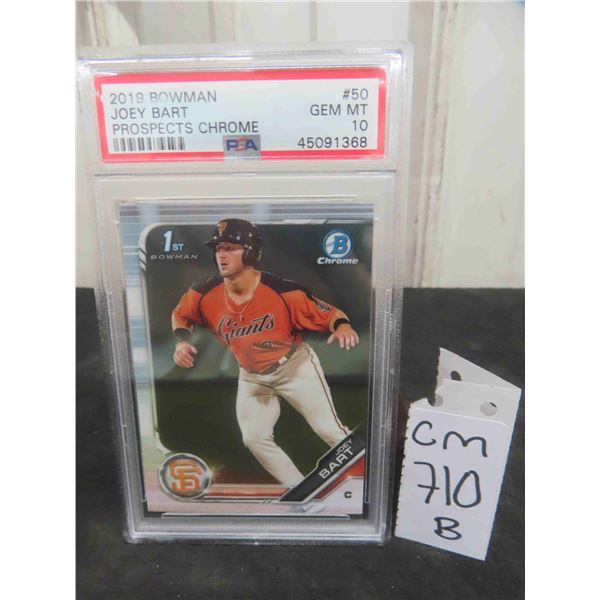 2019 BOWMAN #50
JOEY BART GEM MT
PROSPECTS CHROME 10
PSA 45091368
1ST
BOWMAN
B
Chrome
Giants
SF
JOEY
BART
C
CM
710
B